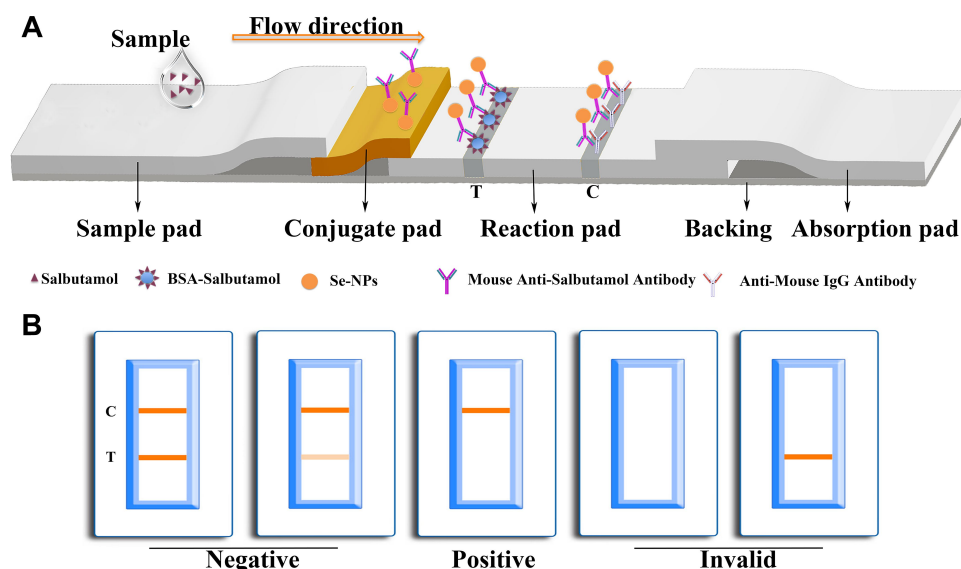 A
Sample
Flow direction
T
C
Sample pad
Conjugate pad
Reaction pad
Backing
Absorption pad
Salbutamol
BSA-Salbutamol
Se-NPs
Mouse Anti-Salbutamol Antibody
Anti-Mouse IgG Antibody
B
C
T
Negative
Positive
Invalid